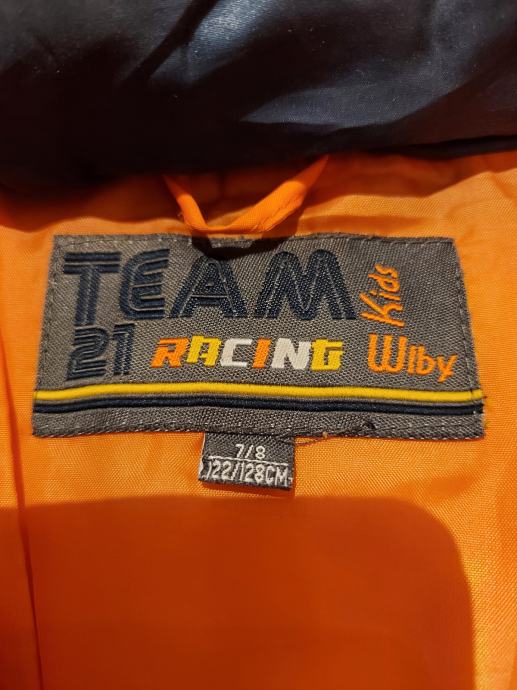 TEAM Kids
21 RACING Wlby
7/8
122/128CM